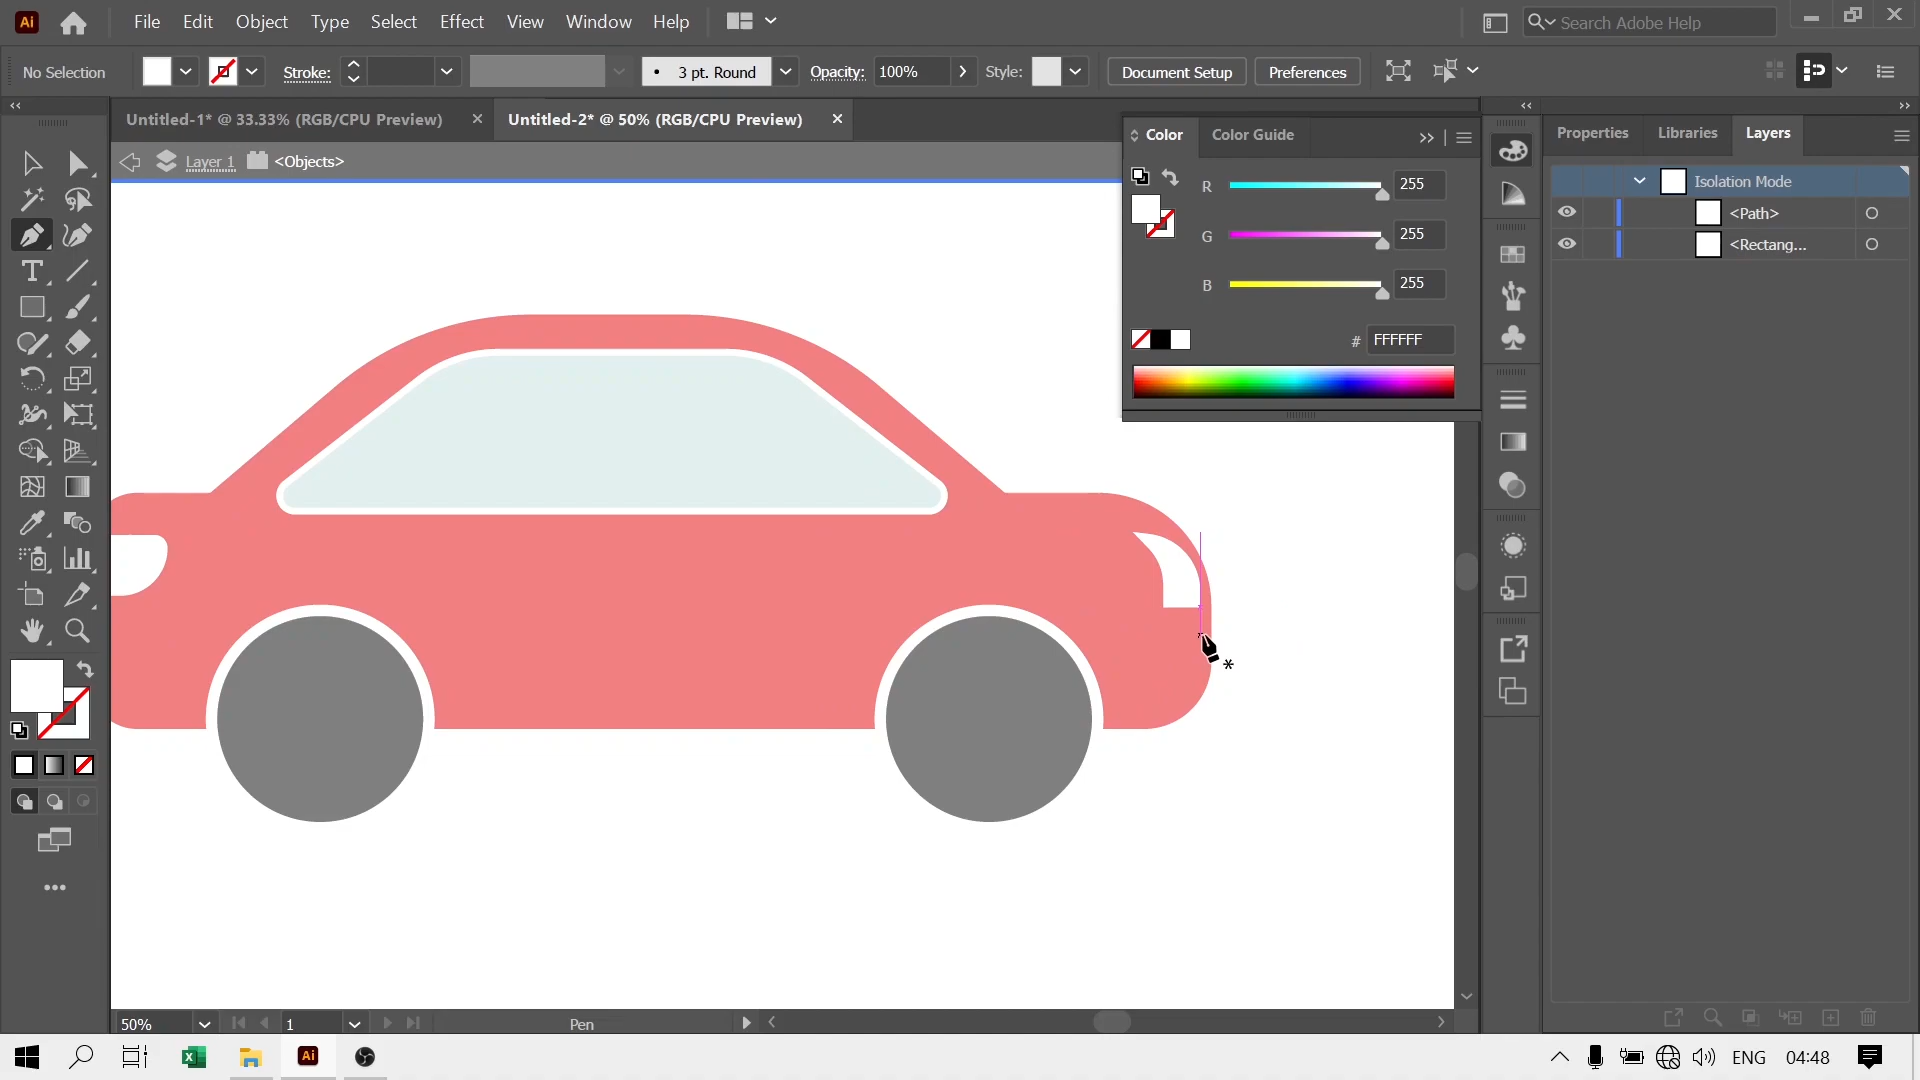 Ai File Edit Object Type Select Effect View Window Help Search Adobe Help
No Selection Stroke: 3 pt. Round Opacity: 100% Style: Document Setup Preferences
Untitled-1* @ 33.33% (RGB/CPU Preview) Untitled-2* @ 50% (RGB/CPU Preview)
Layer 1 <Objects>
Color Color Guide
R 255
G 255
B 255
# FFFFFF
Properties Libraries Layers
Isolation Mode
<Path>
<Rectang...
50% 1 Pen
Ai ENG 04:48